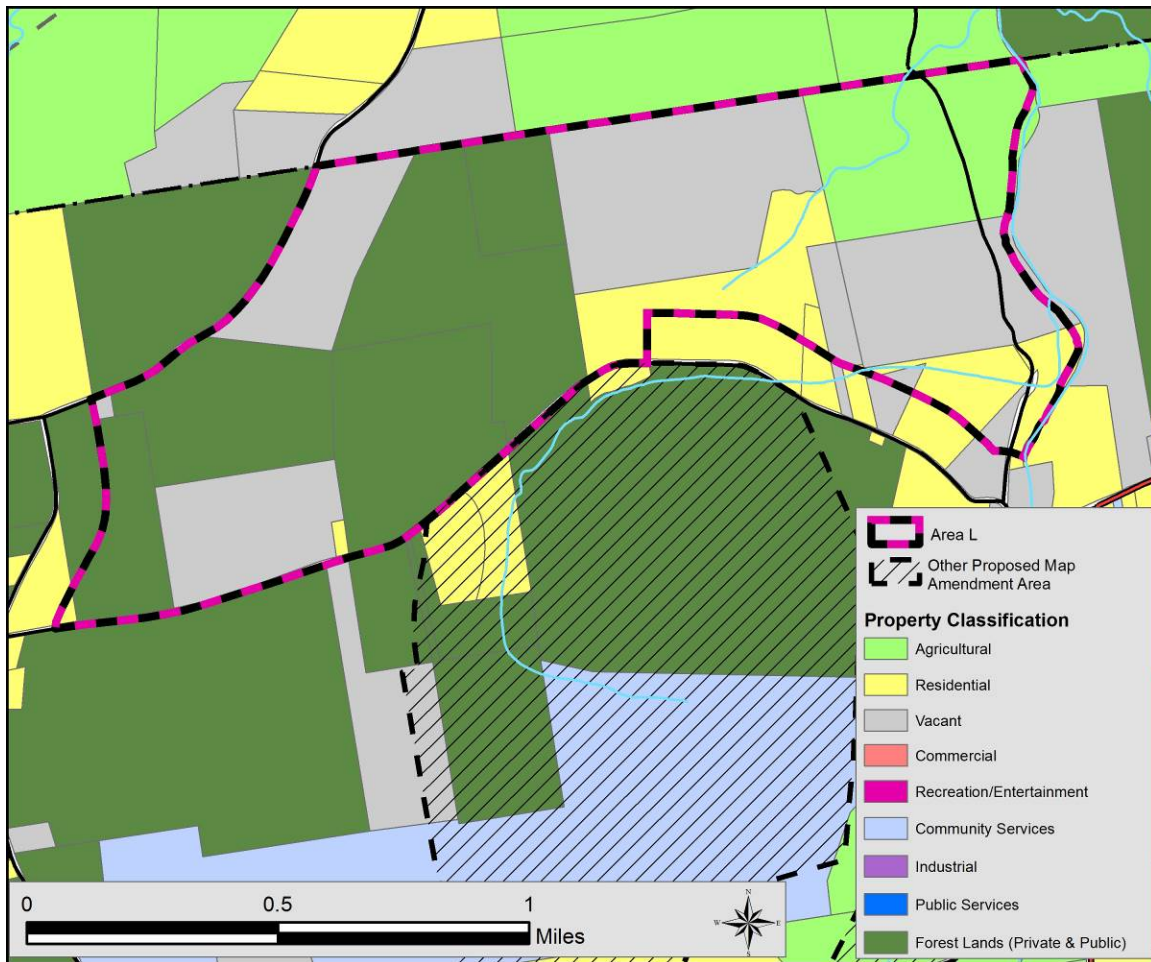 Area L
Other Proposed Map
Amendment Area
Property Classification
Agricultural
Residential
Vacant
Commercial
Recreation/Entertainment
Community Services
Industrial
Public Services
Forest Lands (Private & Public)
0 0.5 1
Miles
N
W E
S